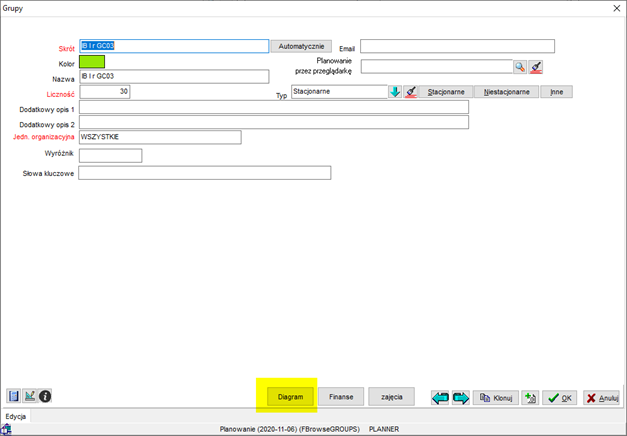 Grupy
Skrót IB I r GC03 Automatycznie Email
Kolor Planowanie przez przeglądarkę
Nazwa IB I r GC03
Liczność 30 Typ Stacjonarne Stacjonarne Niestacjonarne Inne
Dodatkowy opis 1
Dodatkowy opis 2
Jedn. organizacyjna WSZYSTKIE
Wyróżnik
Słowa kluczowe
Diagram Finanse zajęcia Klonuj OK Anuluj
Edycja
Planowanie (2020-11-06) (FBrowseGROUPS) PLANNER